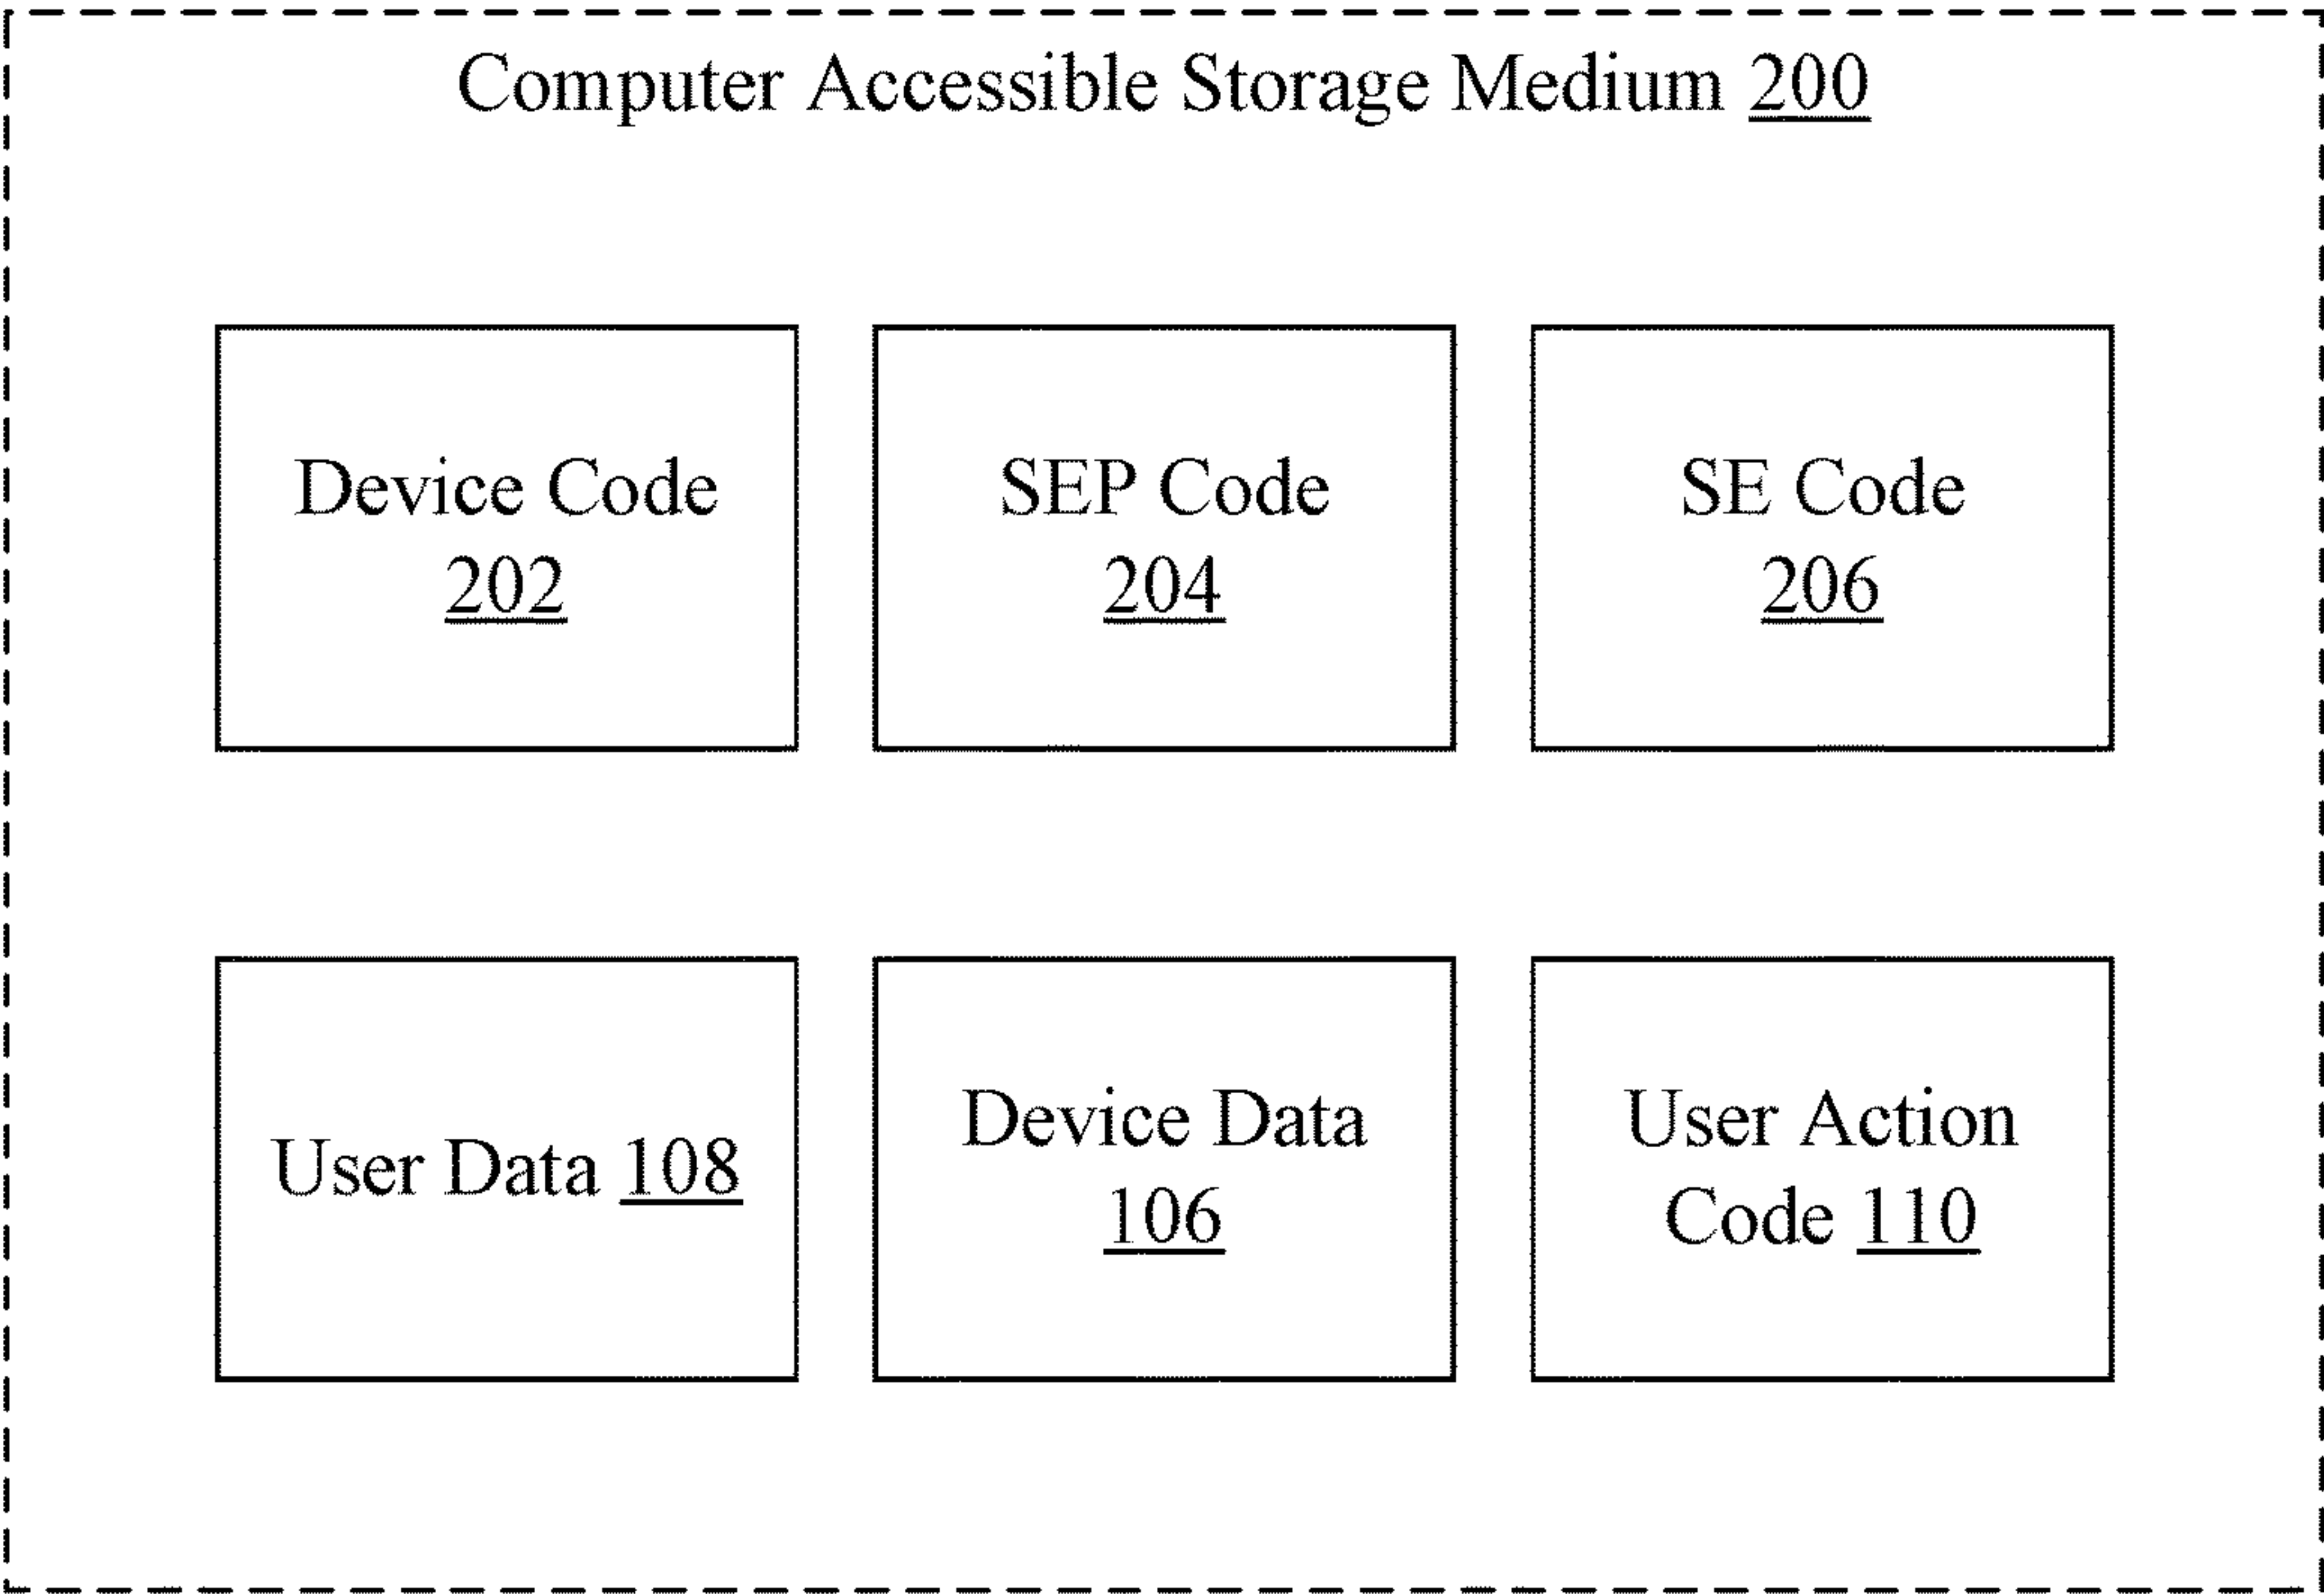 Computer Accessible Storage Medium 200
Device Code
202
SEP Code
204
SE Code
206
User Data 108
Device Data
106
User Action
Code 110